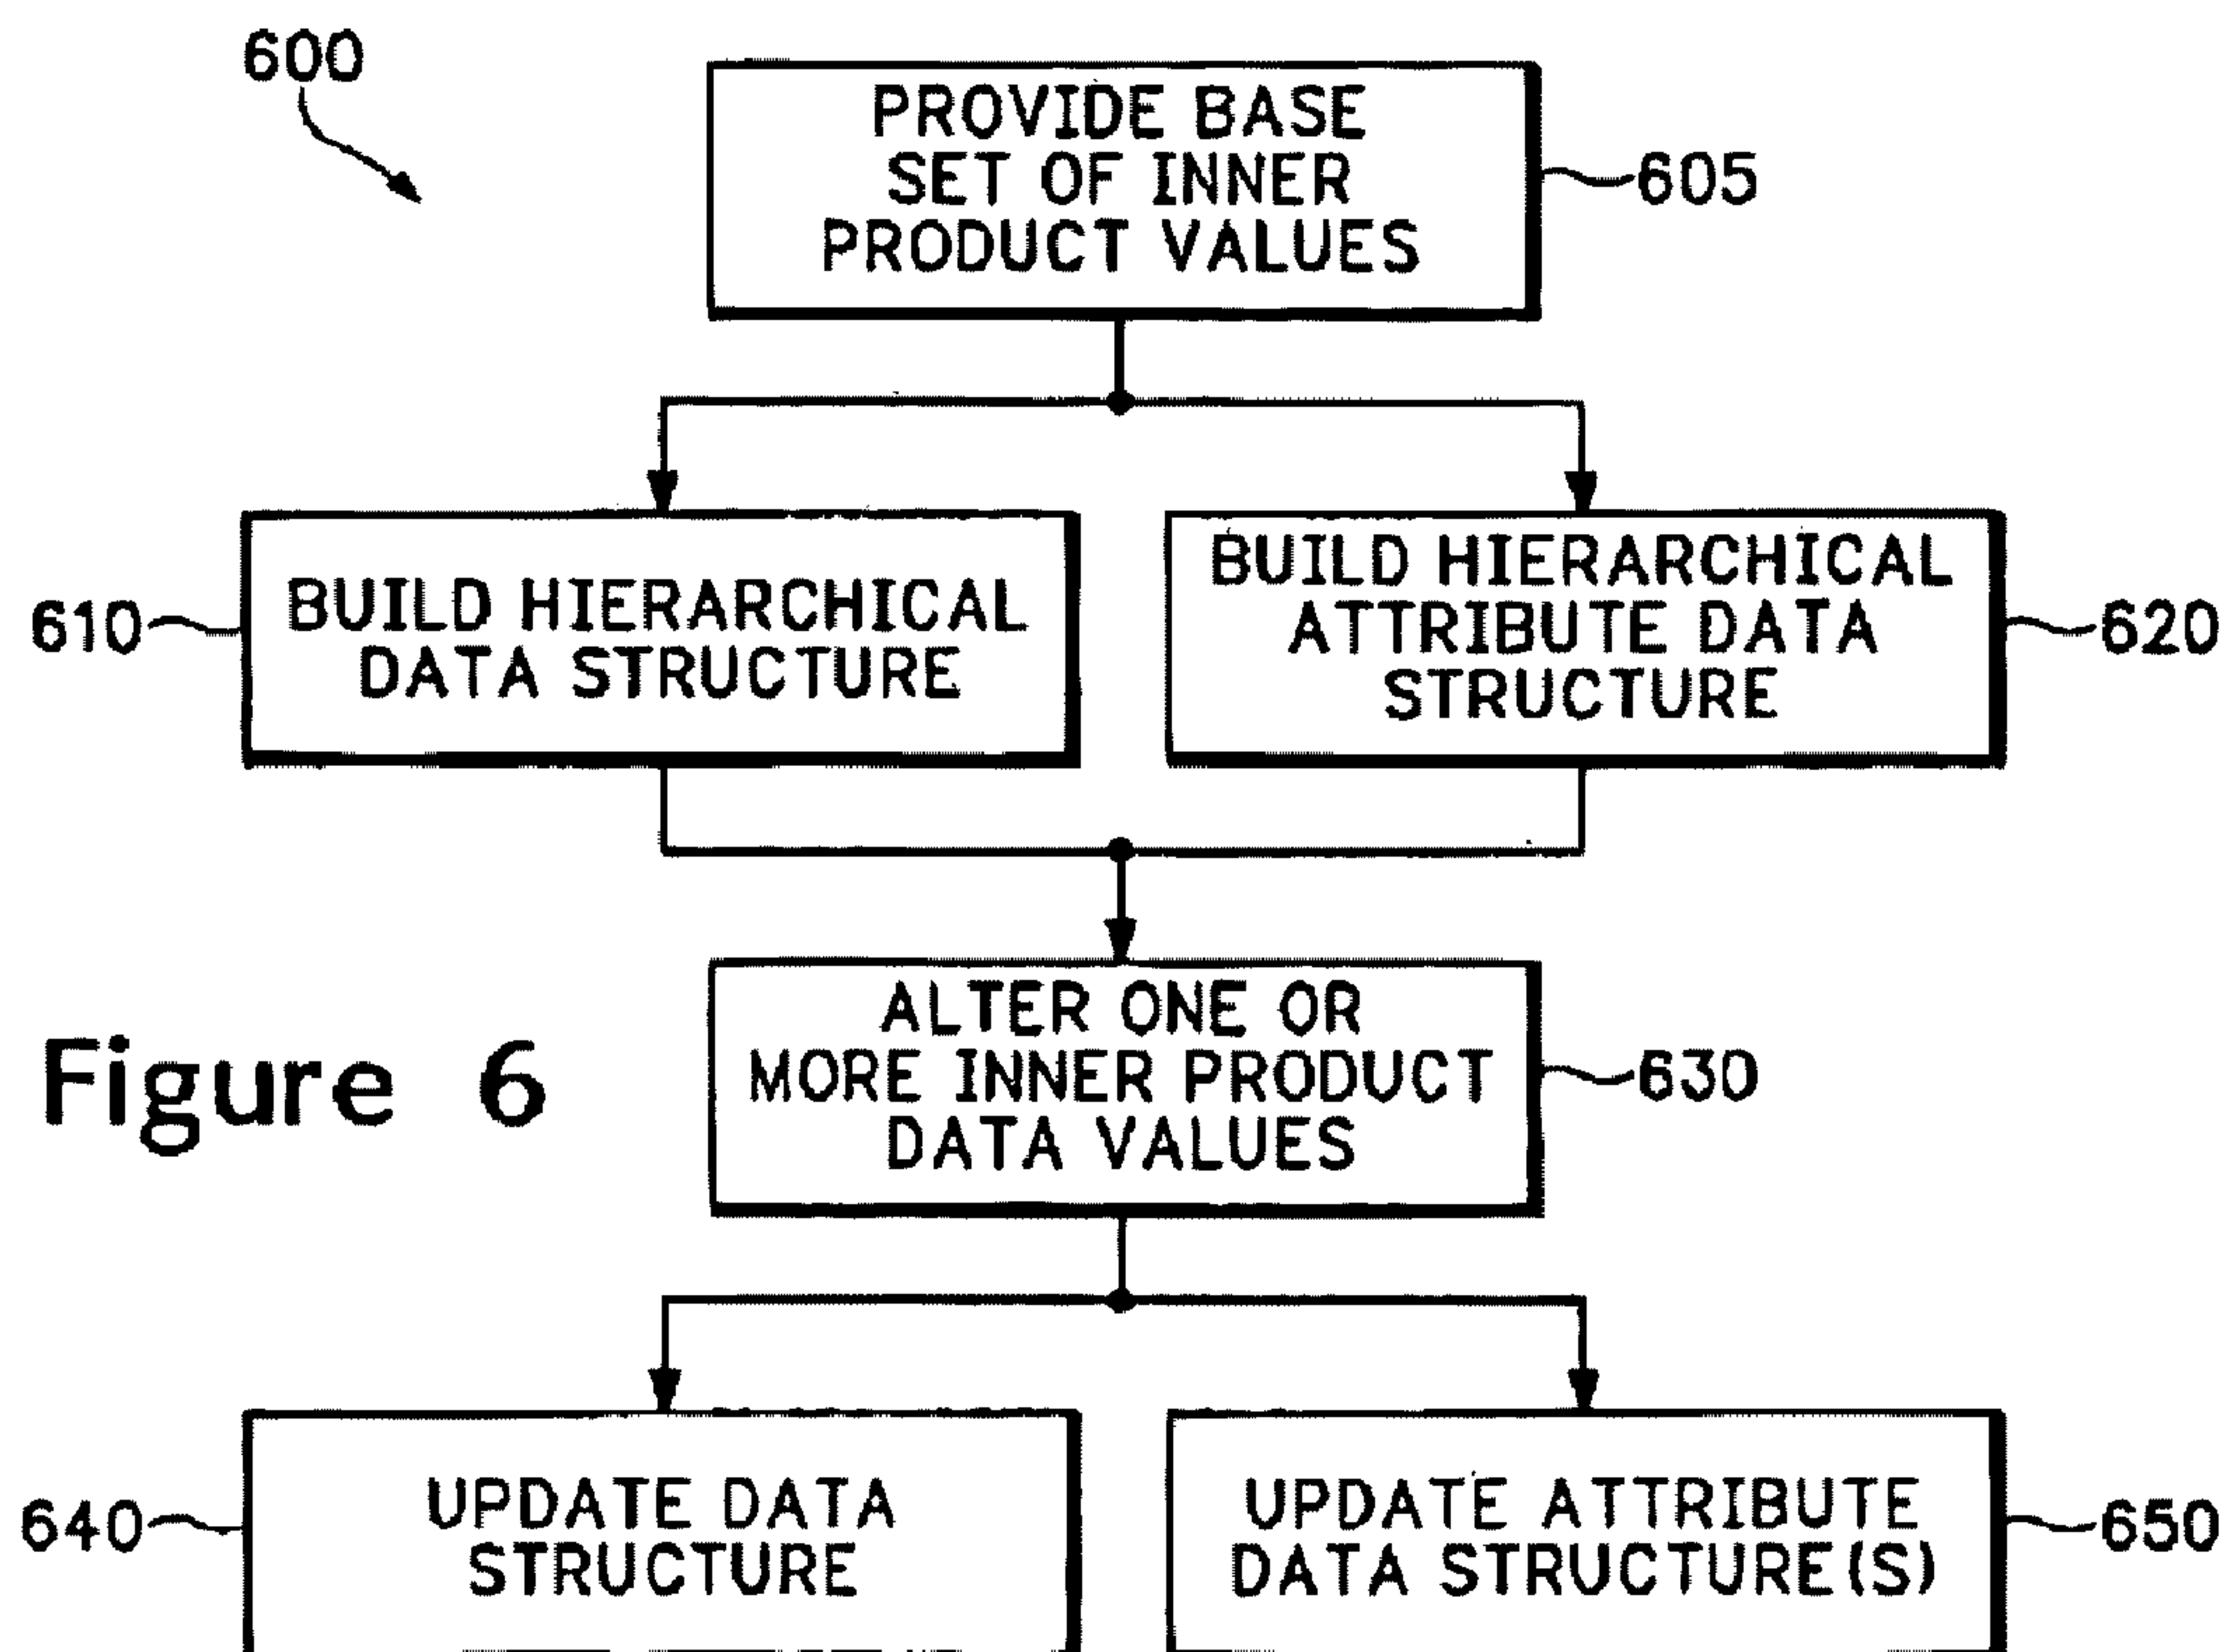 600
PROVIDE BASE
SET OF INNER
PRODUCT VALUES
605
610
BUILD HIERARCHICAL
DATA STRUCTURE
BUILD HIERARCHICAL
ATTRIBUTE DATA
STRUCTURE
620
Figure 6
ALTER ONE OR
MORE INNER PRODUCT
DATA VALUES
630
640
UPDATE DATA
STRUCTURE
UPDATE ATTRIBUTE
DATA STRUCTURE(S)
650